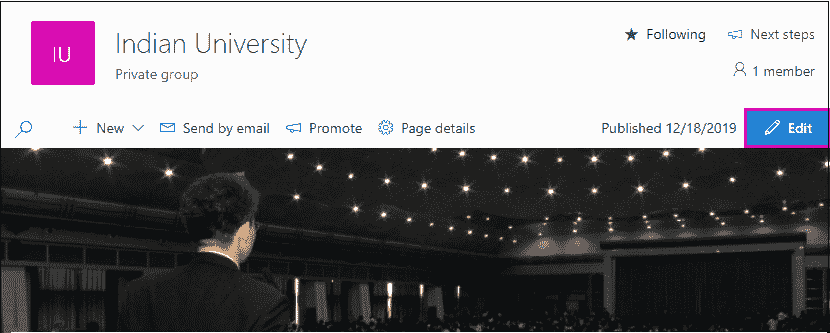 IU
Indian University
Private group
Following Next steps
1 member
New Send by email Promote Page details Published 12/18/2019 Edit